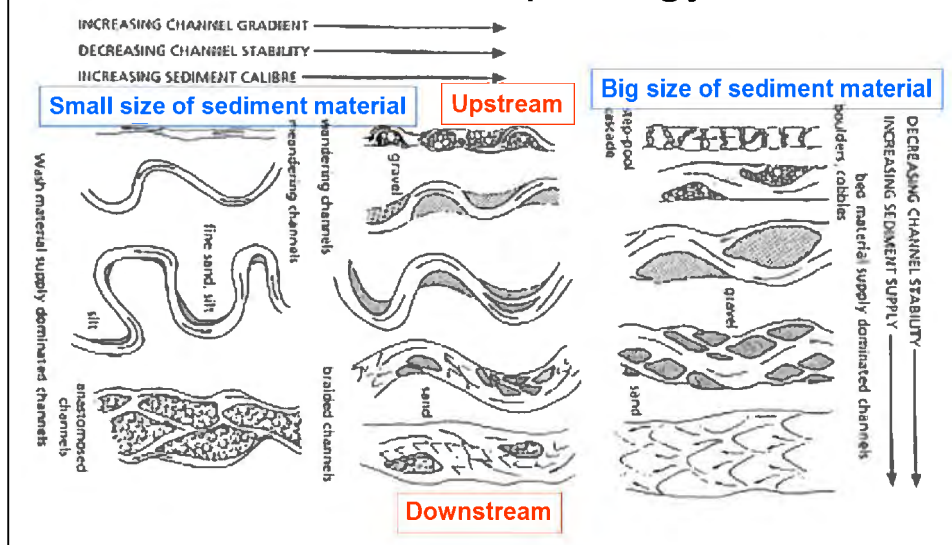 INCREASING CHANNEL GRADIENT
DECREASING CHANNEL STABILITY
INCREASING SEDIMENT CALIBRE
Small size of sediment material
Upstream
Big size of sediment material
Wash material supply dominated channels
meandering channels
fine sand, silt
silt
anastomosed
channels
wandering channels
gravel
braided channels
sand
step-pool
cascade
boulders, cobbles
gravel
sand
bed material supply dominated channels
INCREASING SEDIMENT SUPPLY
DECREASING CHANNEL STABILITY
Downstream